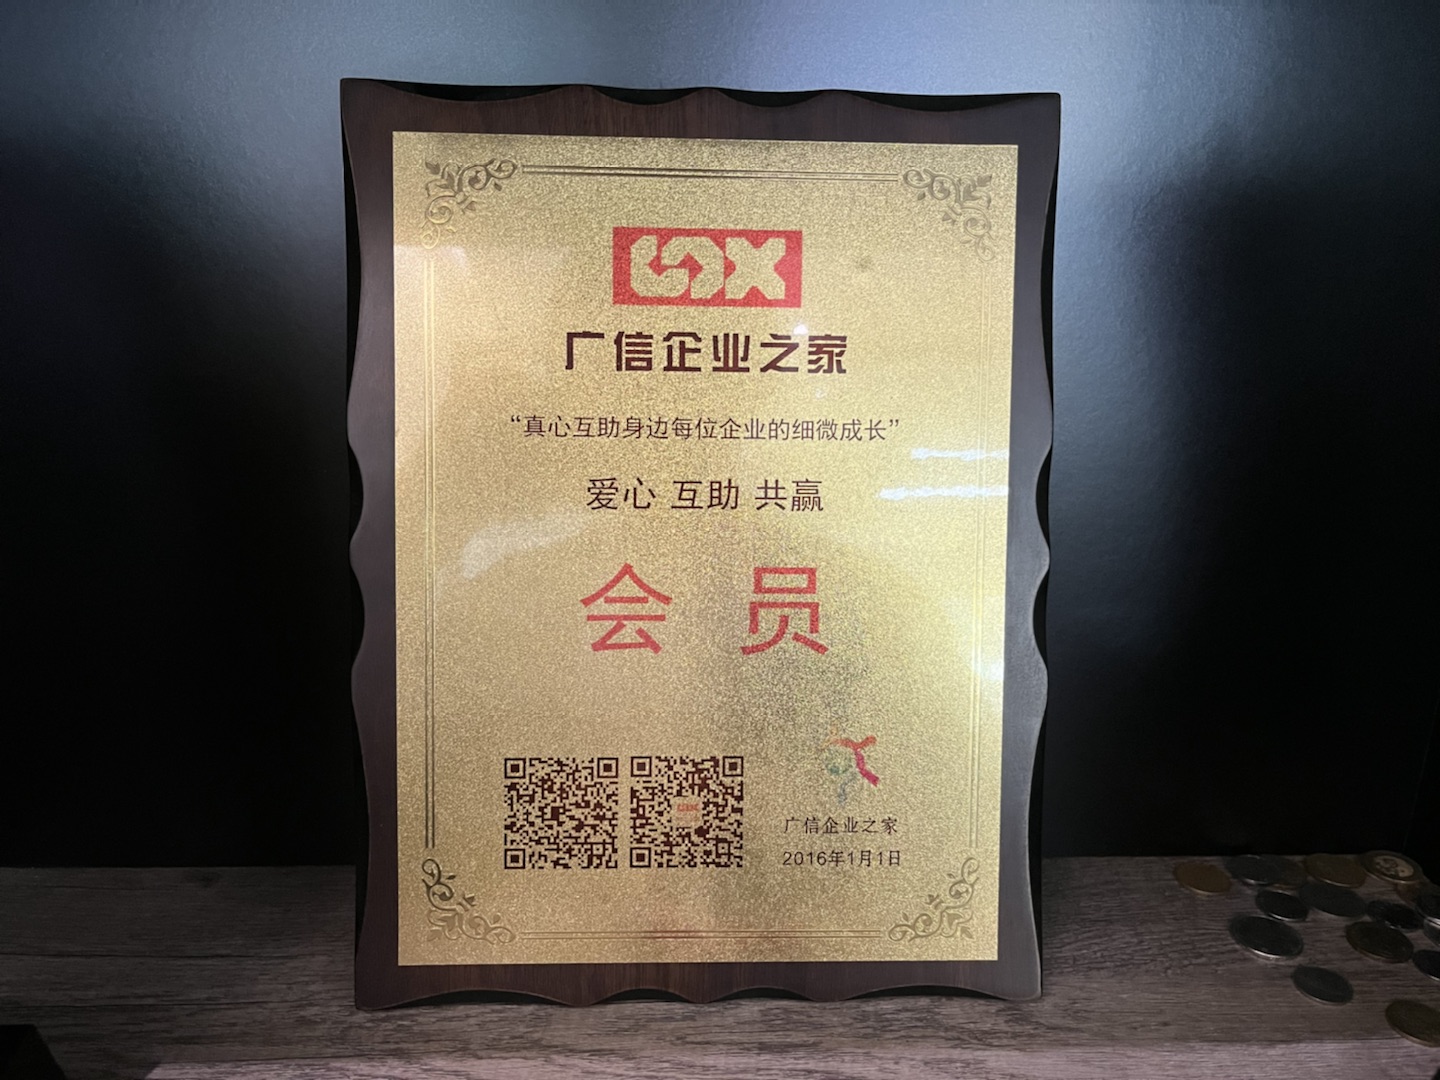 广信企业之家
“真心互助身边每位企业的细微成长”
爱心 互助 共赢
会 员
广信企业之家
2016年1月1日